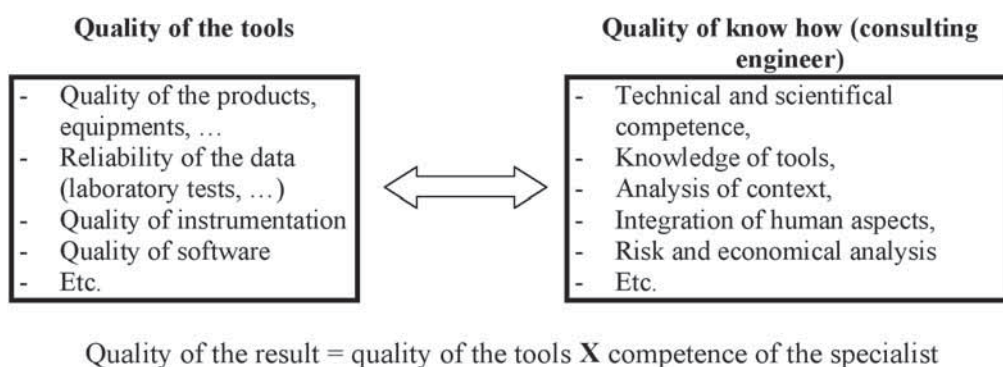 Quality of the tools
- Quality of the products,
equipments, …
- Reliability of the data
(laboratory tests, …)
- Quality of instrumentation
- Quality of software
- Etc.
Quality of know how (consulting
engineer)
- Technical and scientifical
competence,
- Knowledge of tools,
- Analysis of context,
- Integration of human aspects,
- Risk and economical analysis
- Etc.
Quality of the result = quality of the tools X competence of the specialist